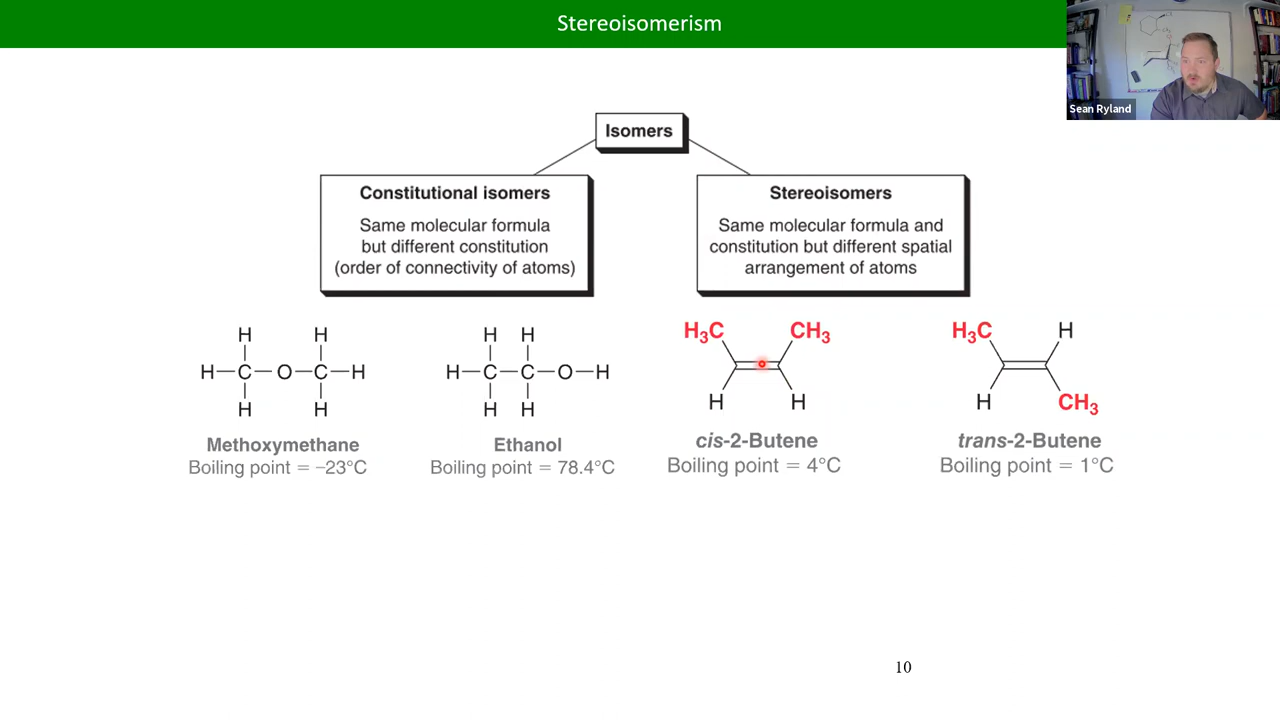 Stereoisomerism
Sean Ryland
Isomers
Constitutional isomers
Same molecular formula
but different constitution
(order of connectivity of atoms)
Stereoisomers
Same molecular formula and
constitution but different spatial
arrangement of atoms
H H
H—C—O—C—H
H H
Methoxymethane
Boiling point = −23°C
H H
H—C—C—O—H
H H
Ethanol
Boiling point = 78.4°C
H₃C CH₃
H H
cis-2-Butene
Boiling point = 4°C
H₃C H
H CH₃
trans-2-Butene
Boiling point = 1°C
10